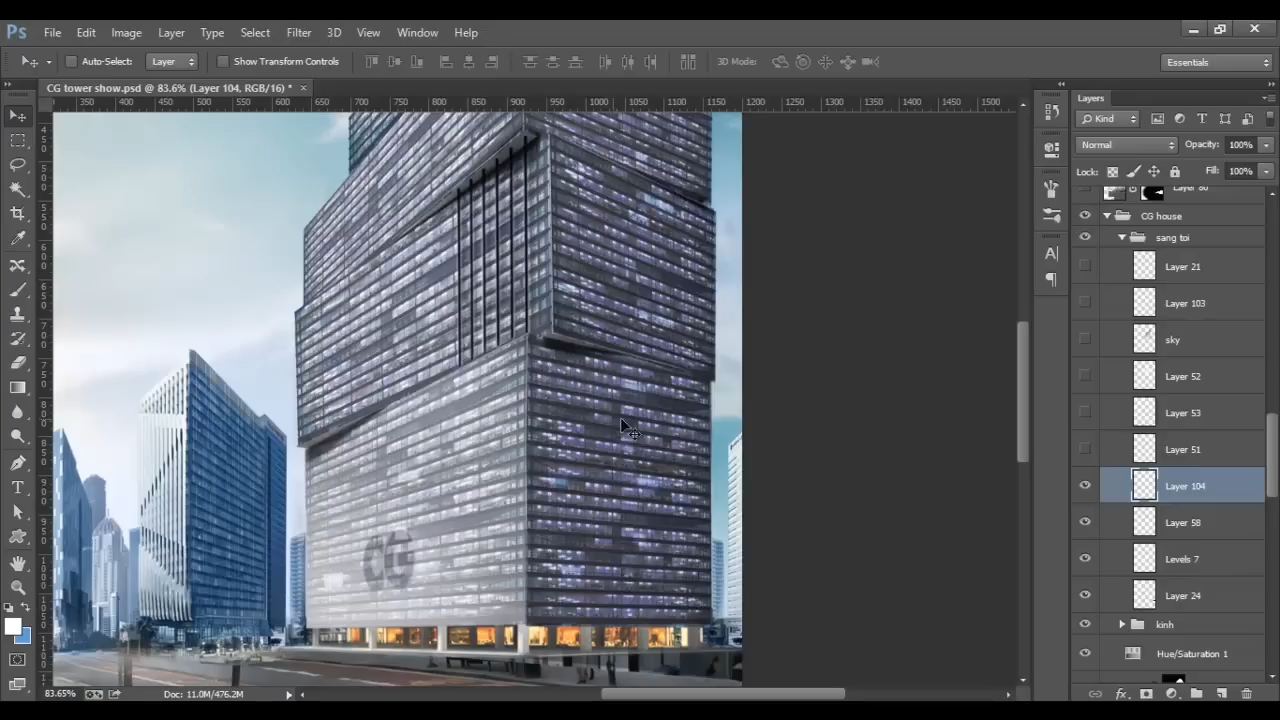 Ps File Edit Image Layer Type Select Filter 3D View Window Help
Auto-Select: Layer Show Transform Controls 3D Mode: Essentials
CG tower show.psd @ 83.6% (Layer 104, RGB/16) * ×
350 400 450 500 550 600 650 700 750 800 850 900 950 1000 1050 1100 1150 1200 1250 1300 1350 1400 1450 1500
Layers
Kind
Normal Opacity: 100%
Lock: Fill: 100%
Layer 80
CG house
sang toi
Layer 21
Layer 103
sky
Layer 52
Layer 53
Layer 51
Layer 104
Layer 58
Levels 7
Layer 24
kinh
Hue/Saturation 1
CG
83.65% Doc: 11.0M/476.2M